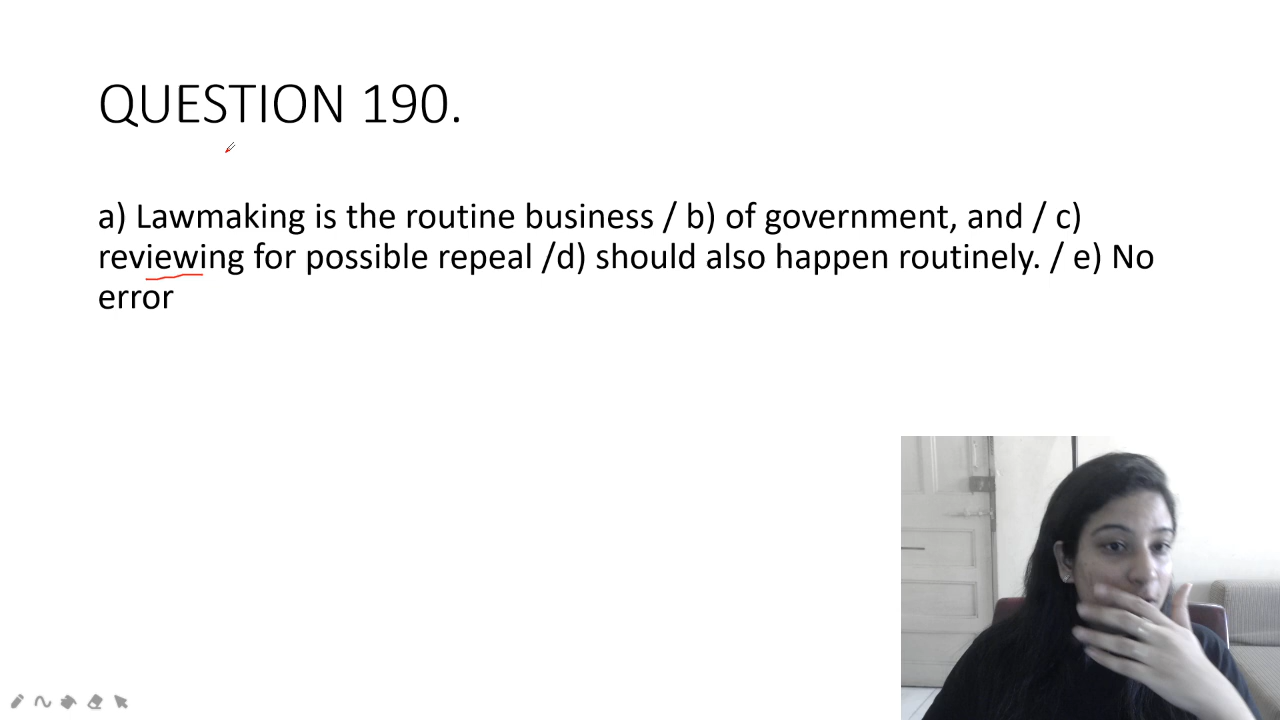 QUESTION 190.
a) Lawmaking is the routine business / b) of government, and / c)
reviewing for possible repeal /d) should also happen routinely. / e) No
error